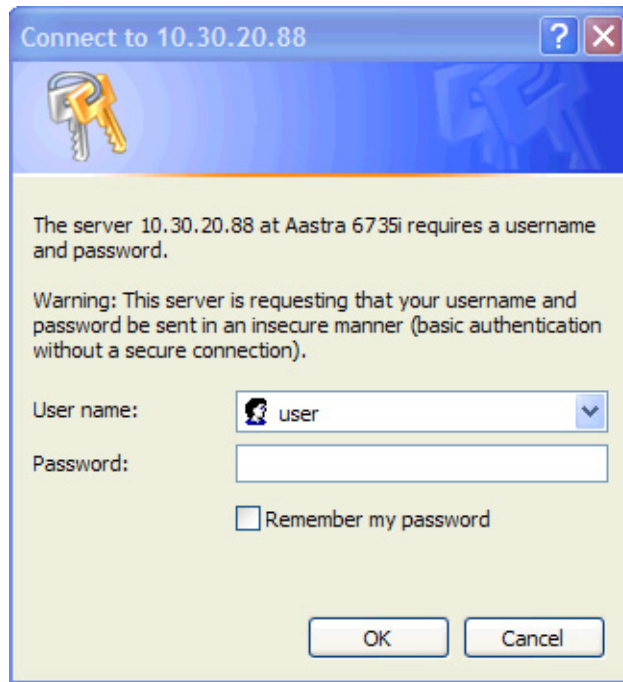 Connect to 10.30.20.88
The server 10.30.20.88 at Aastra 6735i requires a username
and password.
Warning: This server is requesting that your username and
password be sent in an insecure manner (basic authentication
without a secure connection).
User name:
user
Password:
Remember my password
OK
Cancel